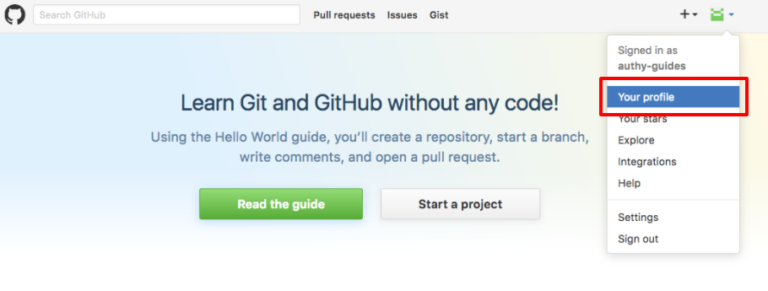 Search GitHub
Pull requests Issues Gist
Signed in as
authy-guides
Your profile
Your stars
Explore
Integrations
Help
Settings
Sign out
Learn Git and GitHub without any code!
Using the Hello World guide, you’ll create a repository, start a branch,
write comments, and open a pull request.
Read the guide
Start a project